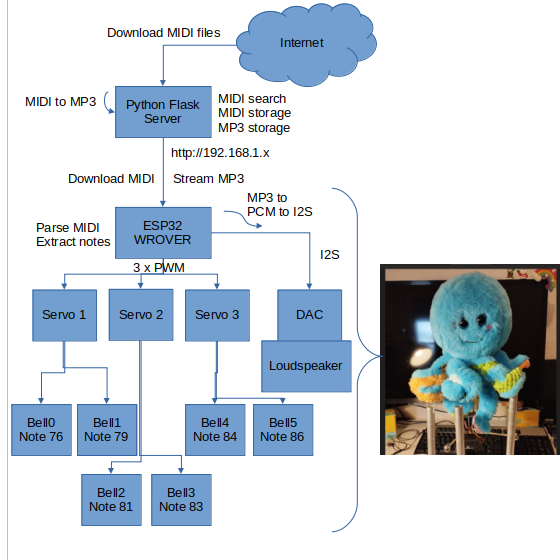 Download MIDI files
Internet
MIDI to MP3
Python Flask
Server
MIDI search
MIDI storage
MP3 storage
http://192.168.1.x
Download MIDI
Stream MP3
MP3 to
PCM to I2S
Parse MIDI
Extract notes
ESP32
WROVER
I2S
3 x PWM
Servo 1
Servo 2
Servo 3
DAC
Loudspeaker
Bell0
Note 76
Bell1
Note 79
Bell4
Note 84
Bell5
Note 86
Bell2
Note 81
Bell3
Note 83